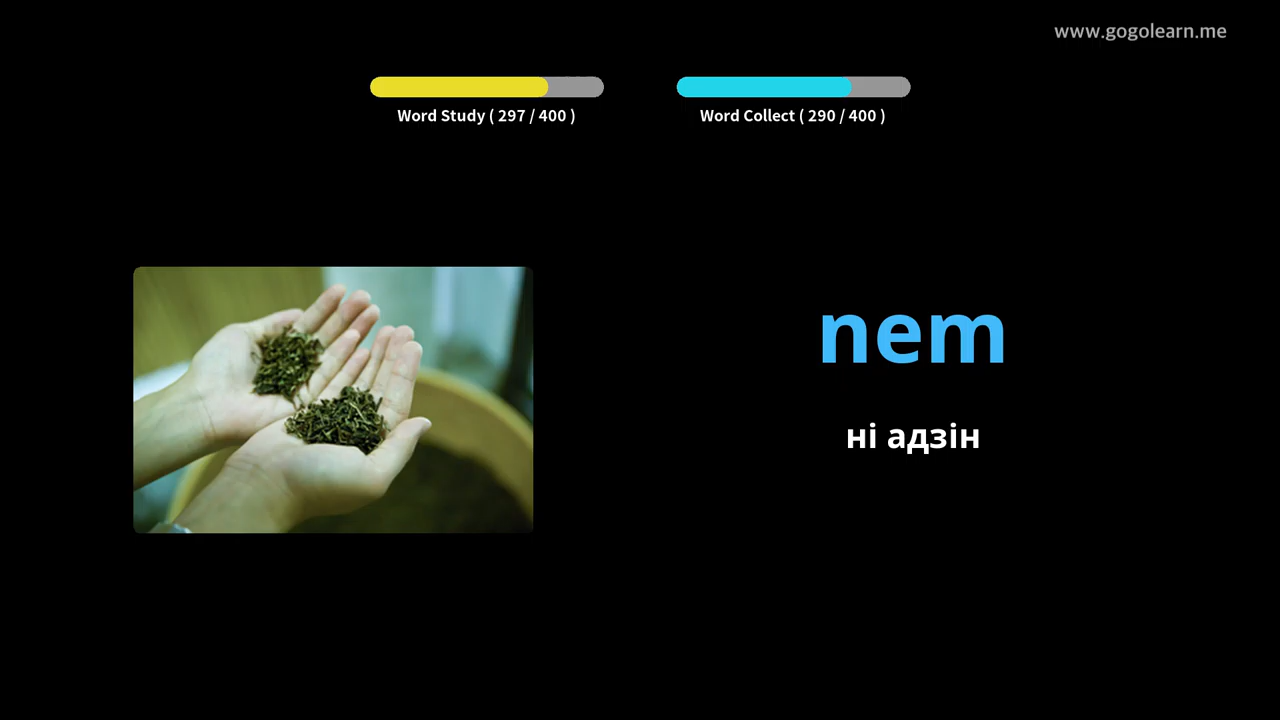 www.gogolearn.me
Word Study ( 297 / 400 )
Word Collect ( 290 / 400 )
nem
ні адзін